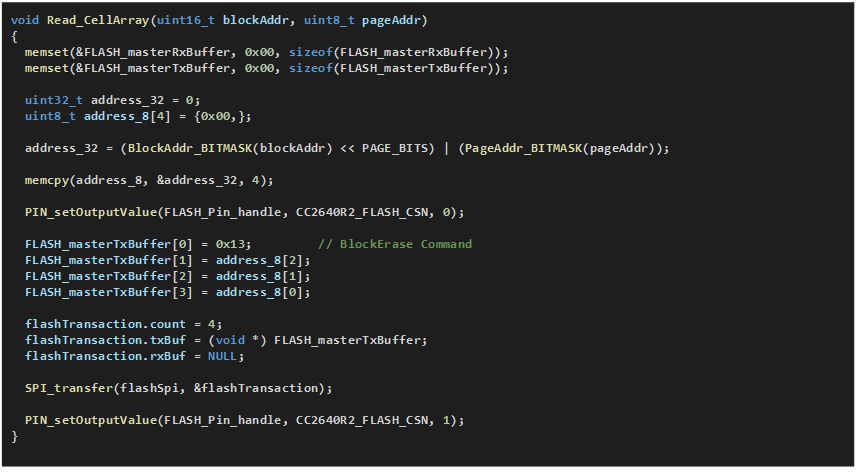 void Read_CellArray(uint16_t blockAddr, uint8_t pageAddr)
{
  memset(&FLASH_masterRxBuffer, 0x00, sizeof(FLASH_masterRxBuffer));
  memset(&FLASH_masterTxBuffer, 0x00, sizeof(FLASH_masterTxBuffer));

  uint32_t address_32 = 0;
  uint8_t address_8[4] = {0x00,};

  address_32 = (BlockAddr_BITMASK(blockAddr) << PAGE_BITS) | (PageAddr_BITMASK(pageAddr));

  memcpy(address_8, &address_32, 4);

  PIN_setOutputValue(FLASH_Pin_handle, CC2640R2_FLASH_CSN, 0);

  FLASH_masterTxBuffer[0] = 0x13;         // BlockErase Command
  FLASH_masterTxBuffer[1] = address_8[2];
  FLASH_masterTxBuffer[2] = address_8[1];
  FLASH_masterTxBuffer[3] = address_8[0];

  flashTransaction.count = 4;
  flashTransaction.txBuf = (void *) FLASH_masterTxBuffer;
  flashTransaction.rxBuf = NULL;

  SPI_transfer(flashSpi, &flashTransaction);

  PIN_setOutputValue(FLASH_Pin_handle, CC2640R2_FLASH_CSN, 1);
}